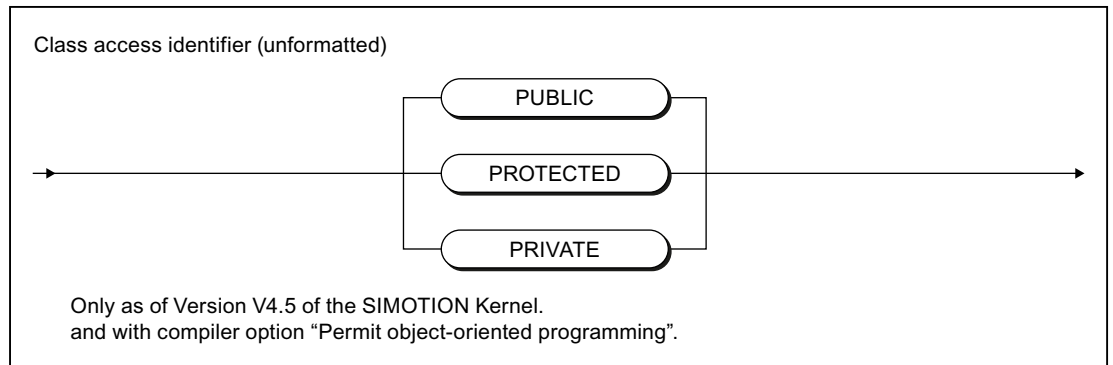 Class access identifier (unformatted)
PUBLIC
PROTECTED
PRIVATE
Only as of Version V4.5 of the SIMOTION Kernel.
and with compiler option “Permit object-oriented programming”.